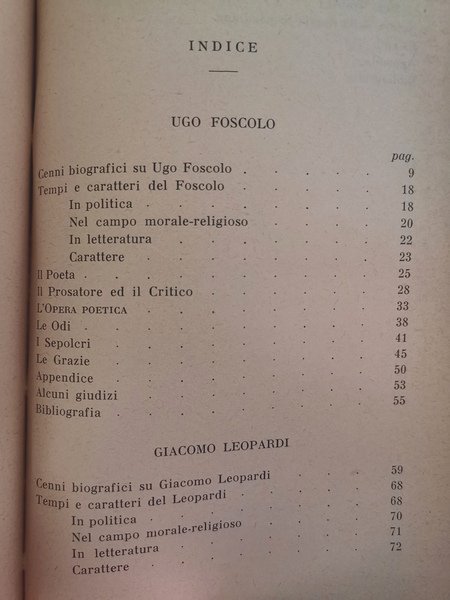 INDICE
UGO FOSCOLO
pag.
Cenni biografici su Ugo Foscolo . . . . . 9
Tempi e caratteri del Foscolo . . . . . 18
In politica . . . . . . . 18
Nel campo morale-religioso . . . . 20
In letteratura . . . . . . . 22
Carattere . . . . . . . 23
Il Poeta . . . . . . . . . 25
Il Prosatore ed il Critico . . . . . . 28
L'OPERA POETICA . . . . . . . 33
Le Odi . . . . . . . . . 38
I Sepolcri . . . . . . . . 41
Le Grazie . . . . . . . . 45
Appendice . . . . . . . . 50
Alcuni giudizi . . . . . . . 53
Bibliografia . . . . . . . . 55
GIACOMO LEOPARDI
Cenni biografici su Giacomo Leopardi . . . . 59
Tempi e caratteri del Leopardi . . . . . 68
In politica . . . . . . . 68
Nel campo morale-religioso . . . . 70
In letteratura . . . . . . . 71
Carattere . . . . . . . 72